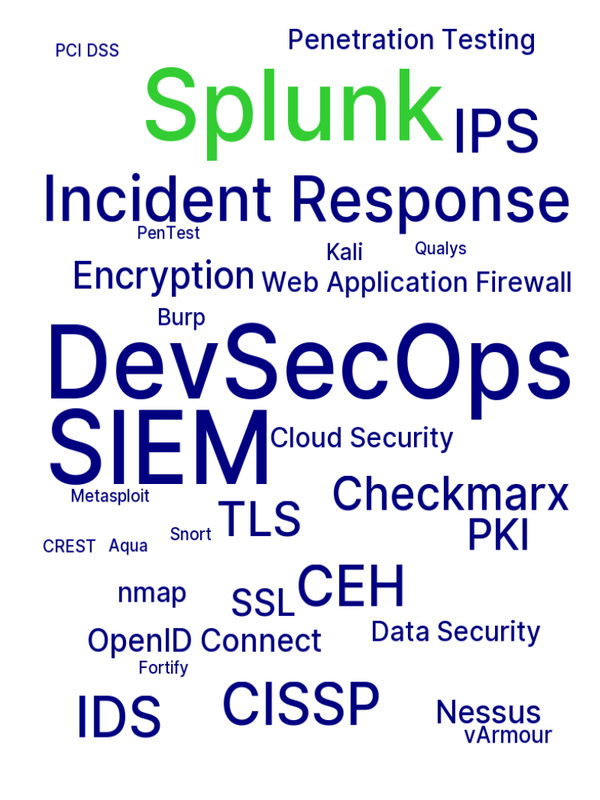 Penetration Testing
PCI DSS
Splunk
IPS
Incident Response
PenTest
Kali
Qualys
Encryption
Web Application Firewall
Burp
DevSecOps
SIEM
Cloud Security
Metasploit
Checkmarx
TLS
Snort
PKI
CREST
Aqua
nmap
SSL
CEH
OpenID Connect
Data Security
Fortify
IDS
CISSP
Nessus
vArmour